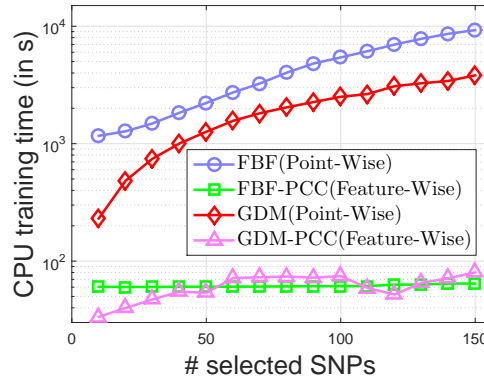 10^4
10^3
10^2
CPU training time (in s)
FBF(Point-Wise)
FBF-PCC(Feature-Wise)
GDM(Point-Wise)
GDM-PCC(Feature-Wise)
0 50 100 150
# selected SNPs